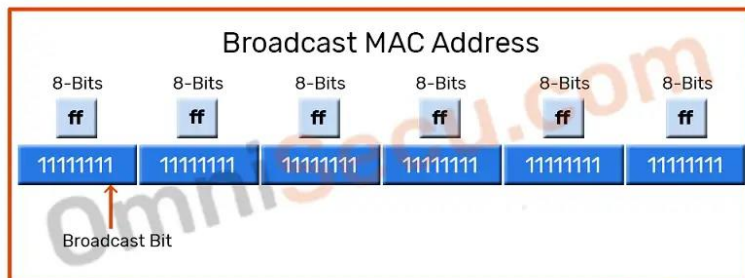 Broadcast MAC Address
8-Bits 8-Bits 8-Bits 8-Bits 8-Bits 8-Bits
ff ff ff ff ff ff
11111111 11111111 11111111 11111111 11111111 11111111
Broadcast Bit
OmniSecu.com